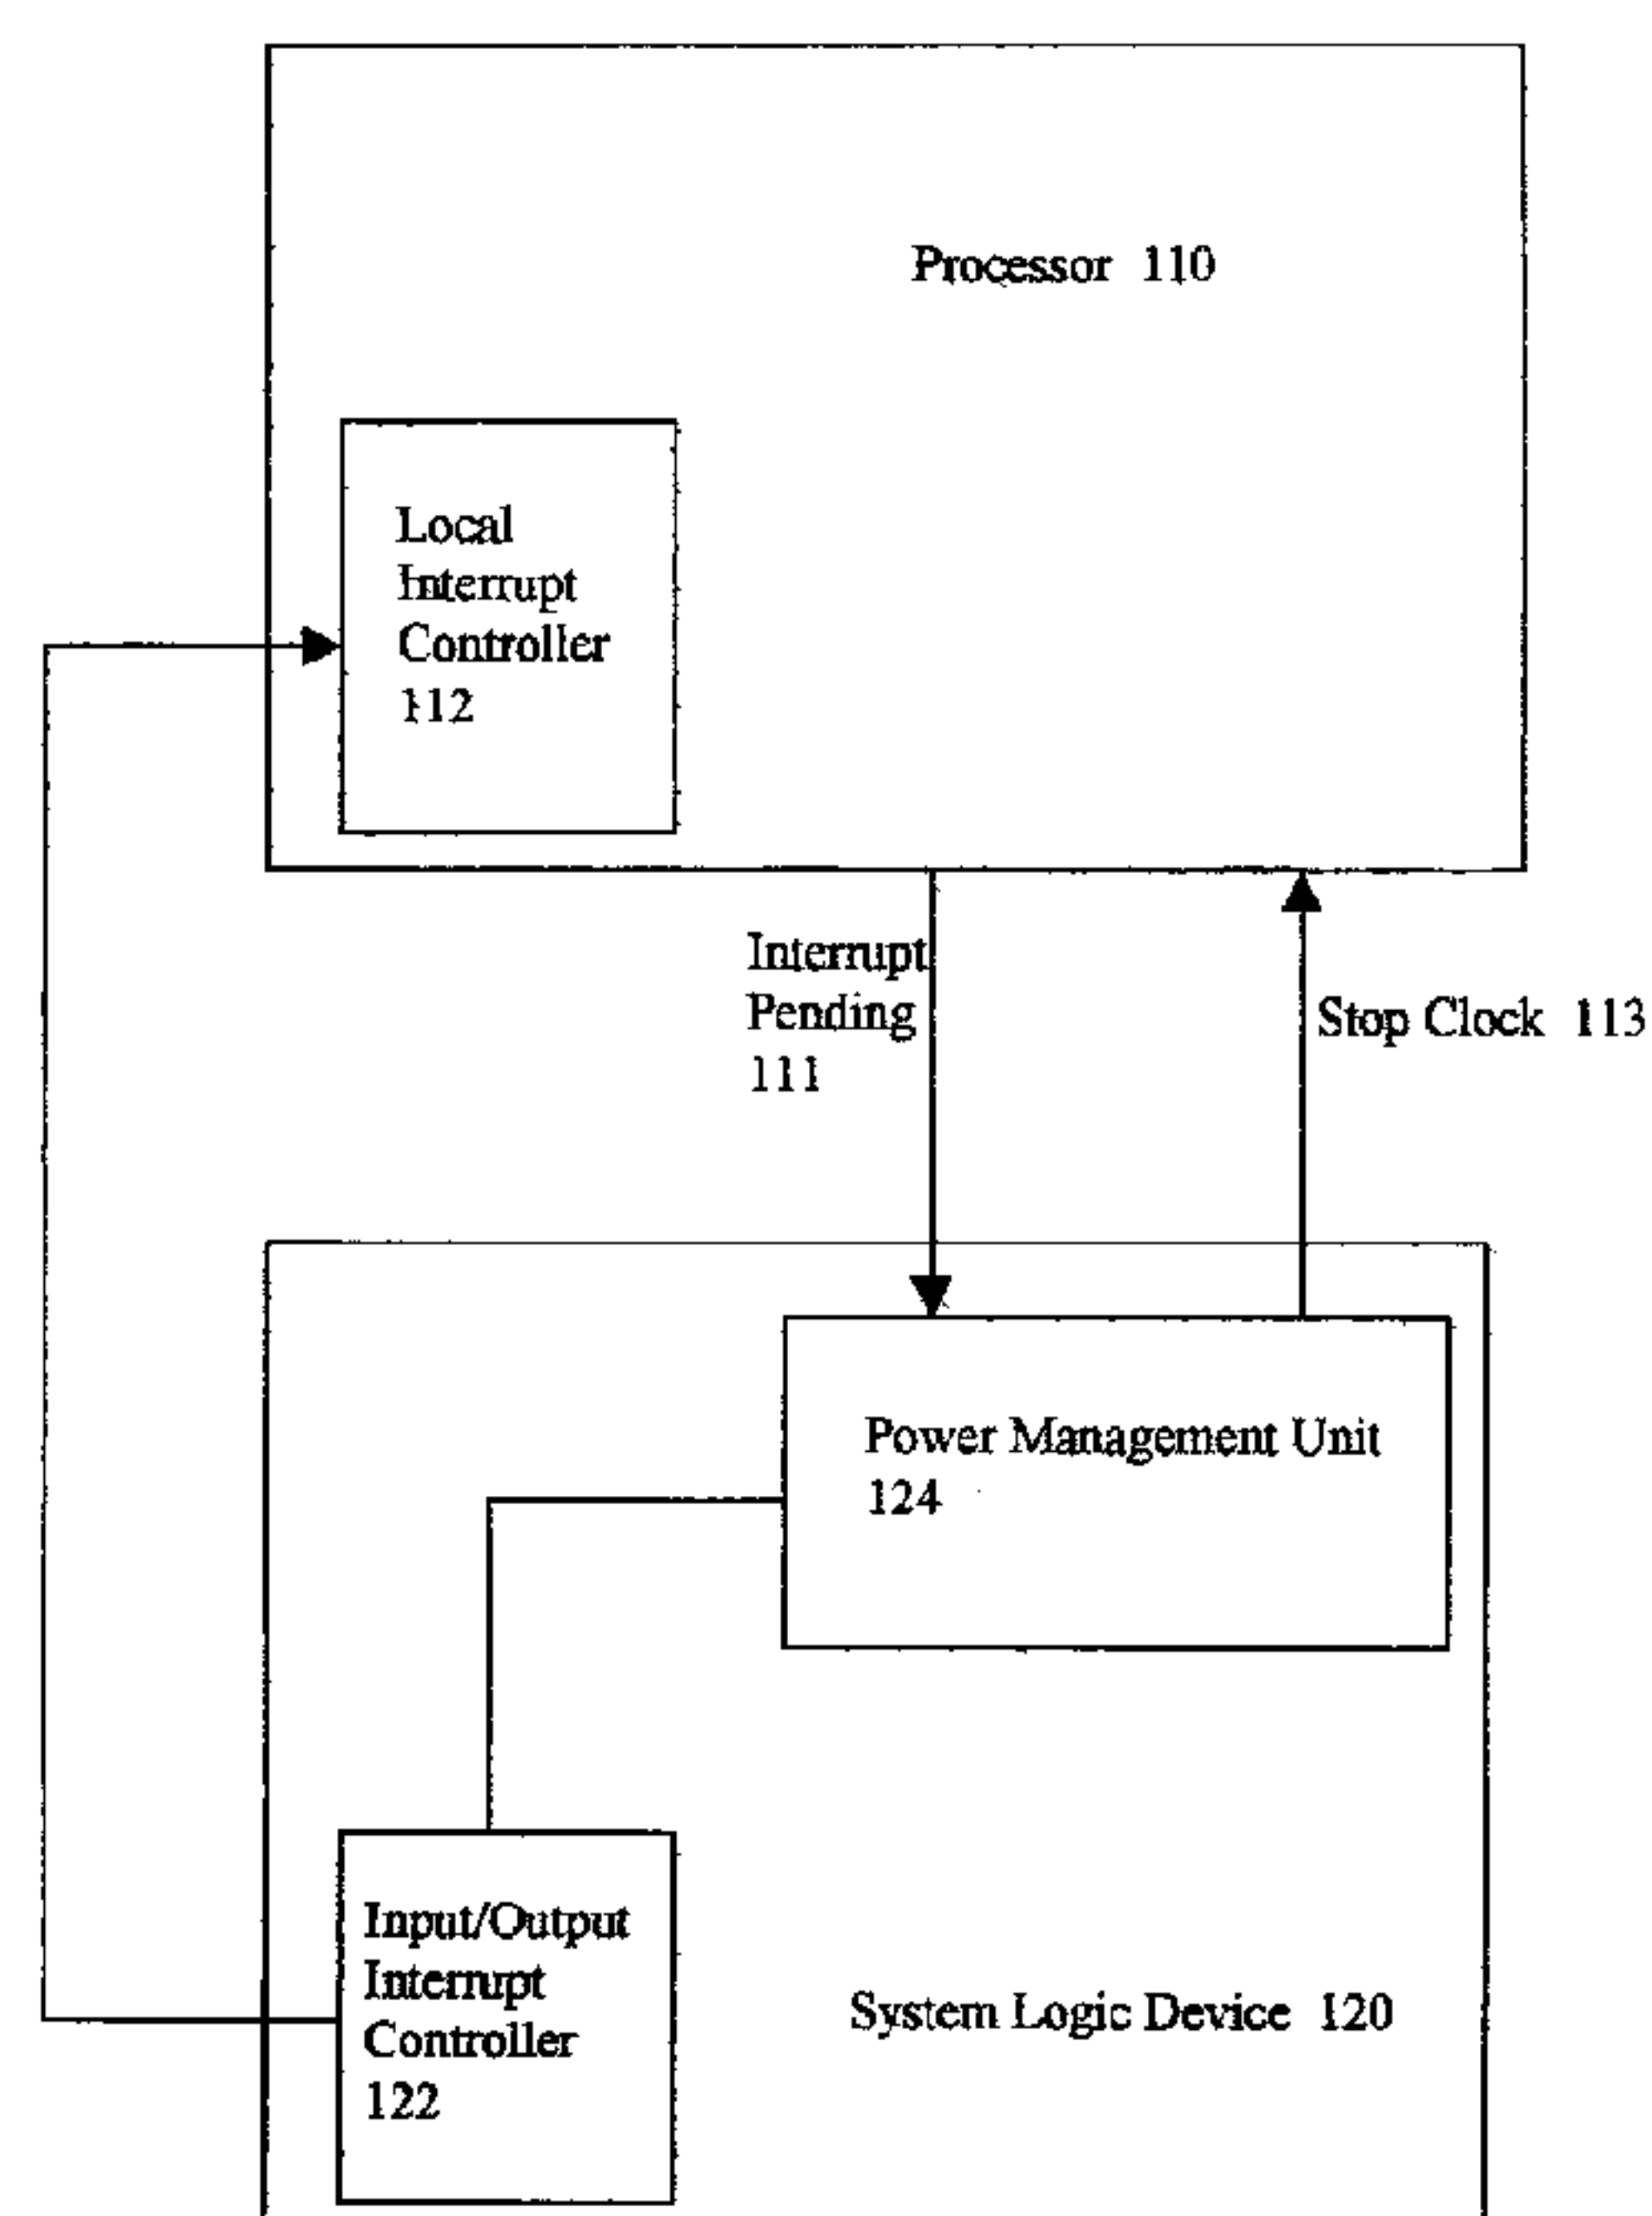 Processor 110
Local
Interrupt
Controller
112
Interrupt
Pending
111
Stop Clock 113
Power Management Unit
124
Input/Output
Interrupt
Controller
122
System Logic Device 120